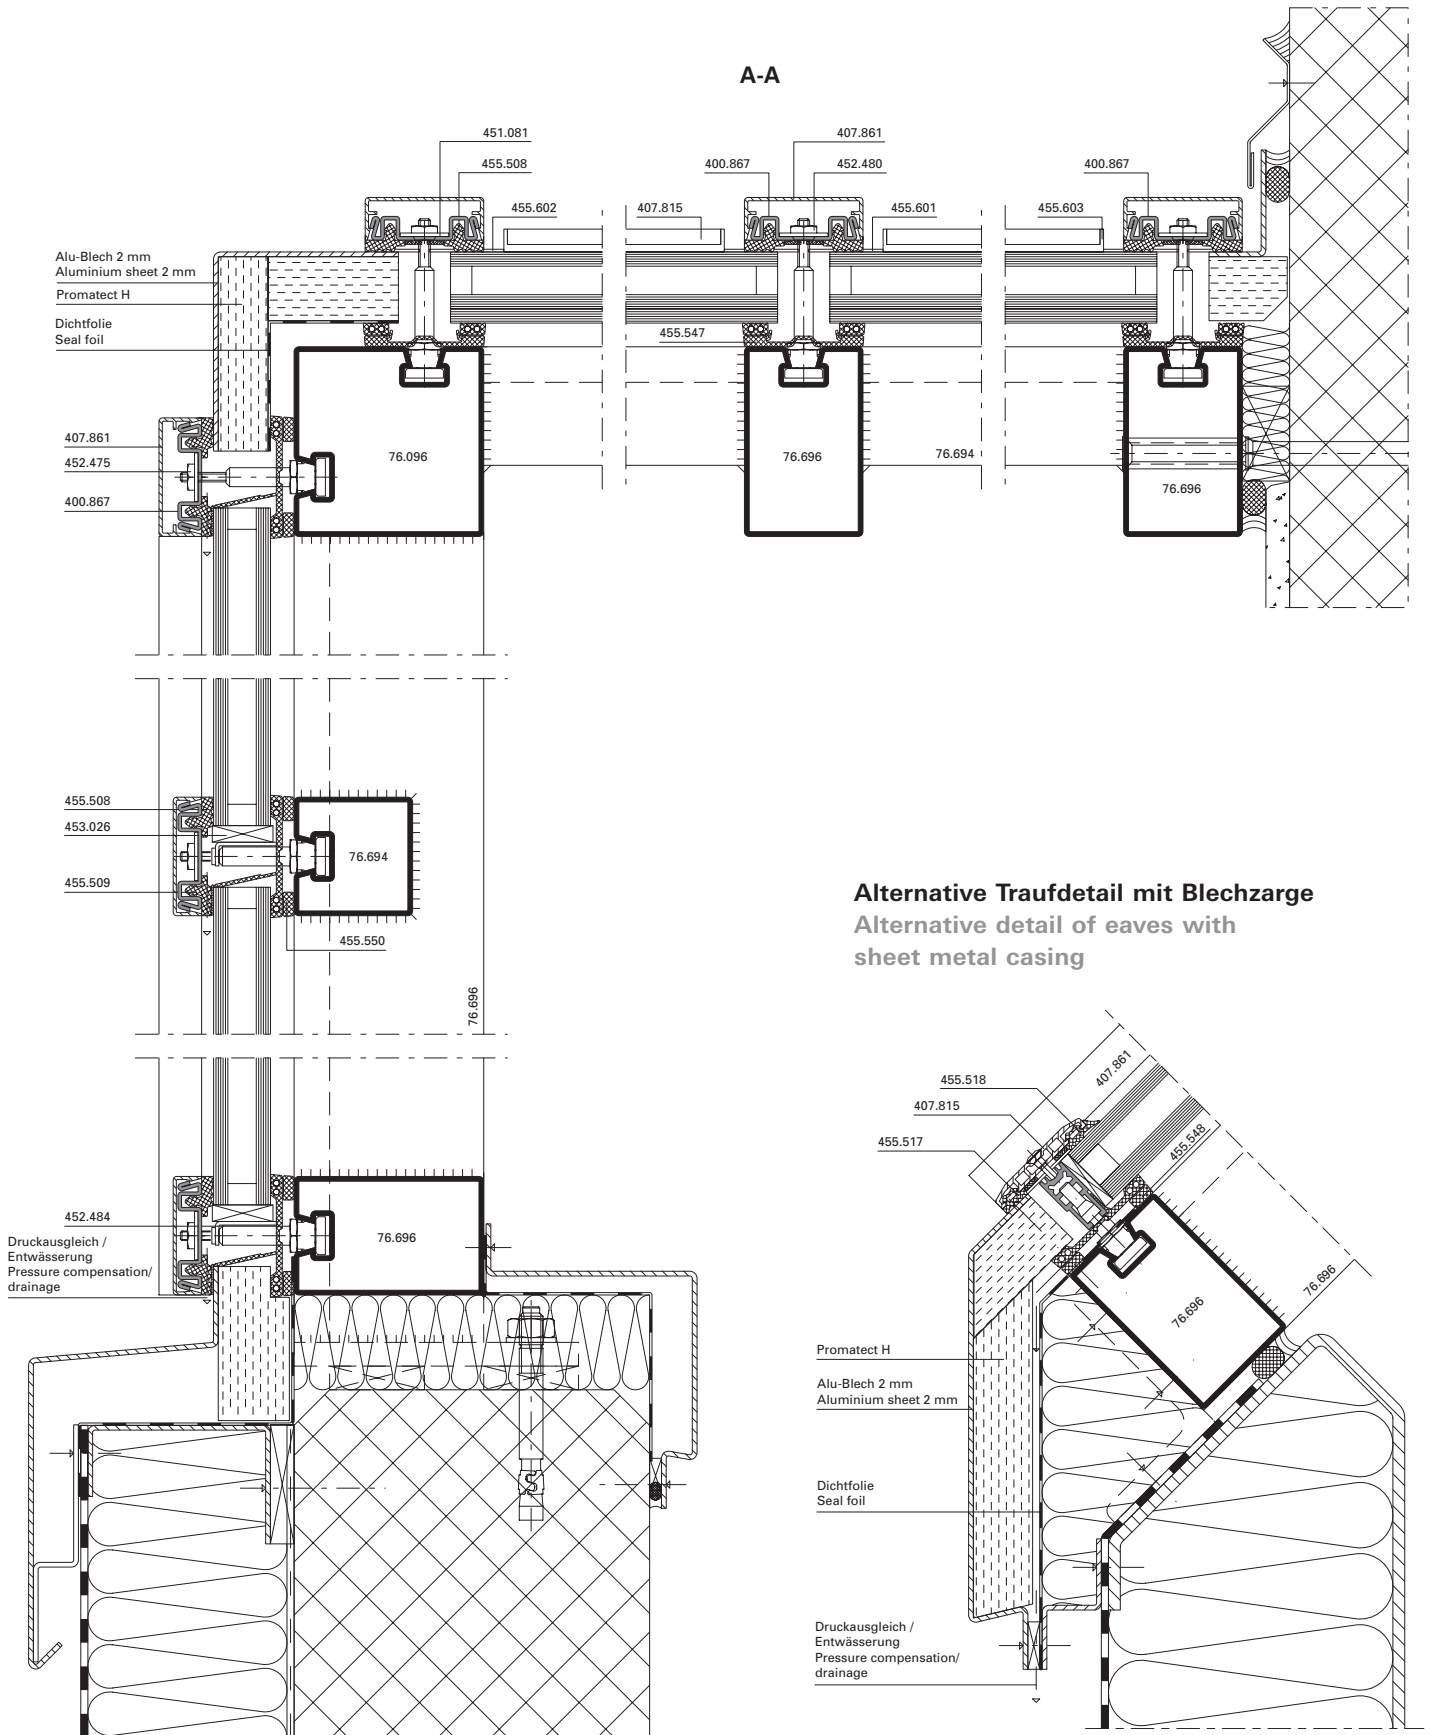 A-A
451.081
407.861
455.508
400.867
452.480
400.867
455.602
407.815
455.601
455.603
Alu-Blech 2 mm
Aluminium sheet 2 mm
Promatect H
Dichtfolie
Seal foil
455.547
407.861
452.475
400.867
76.096
76.696
76.694
76.696
455.508
453.026
455.509
76.694
455.550
76.696
452.484
Druckausgleich /
Entwässerung
Pressure compensation/
drainage
76.696
Alternative Traufdetail mit Blechzarge
Alternative detail of eaves with
sheet metal casing
407.861
455.518
407.815
455.517
455.548
76.696
76.696
Promatect H
Alu-Blech 2 mm
Aluminium sheet 2 mm
Dichtfolie
Seal foil
Druckausgleich /
Entwässerung
Pressure compensation/
drainage